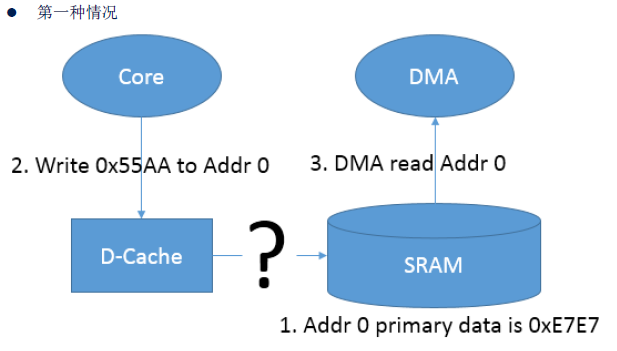 ● 第一种情况
Core
DMA
2. Write 0x55AA to Addr 0
3. DMA read Addr 0
D-Cache
?
SRAM
1. Addr 0 primary data is 0xE7E7